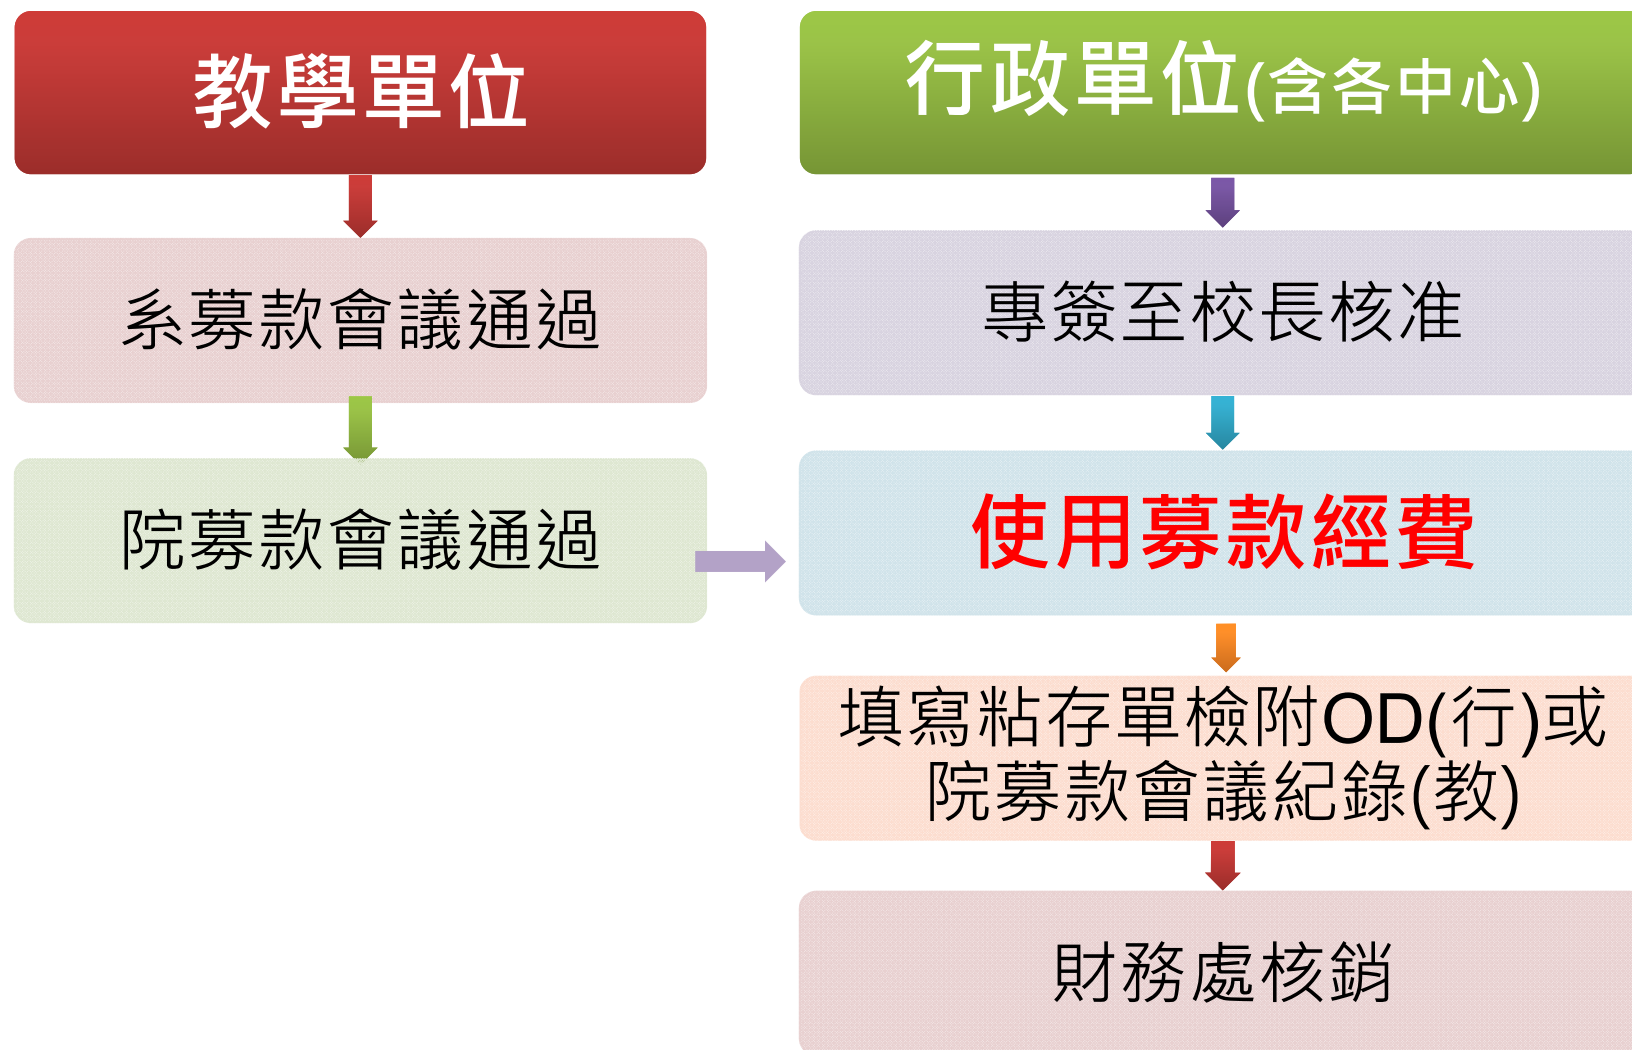 教學單位
系募款會議通過
院募款會議通過
行政單位(含各中心)
專簽至校長核准
使用募款經費
填寫粘存單檢附OD(行)或
院募款會議紀錄(教)
財務處核銷